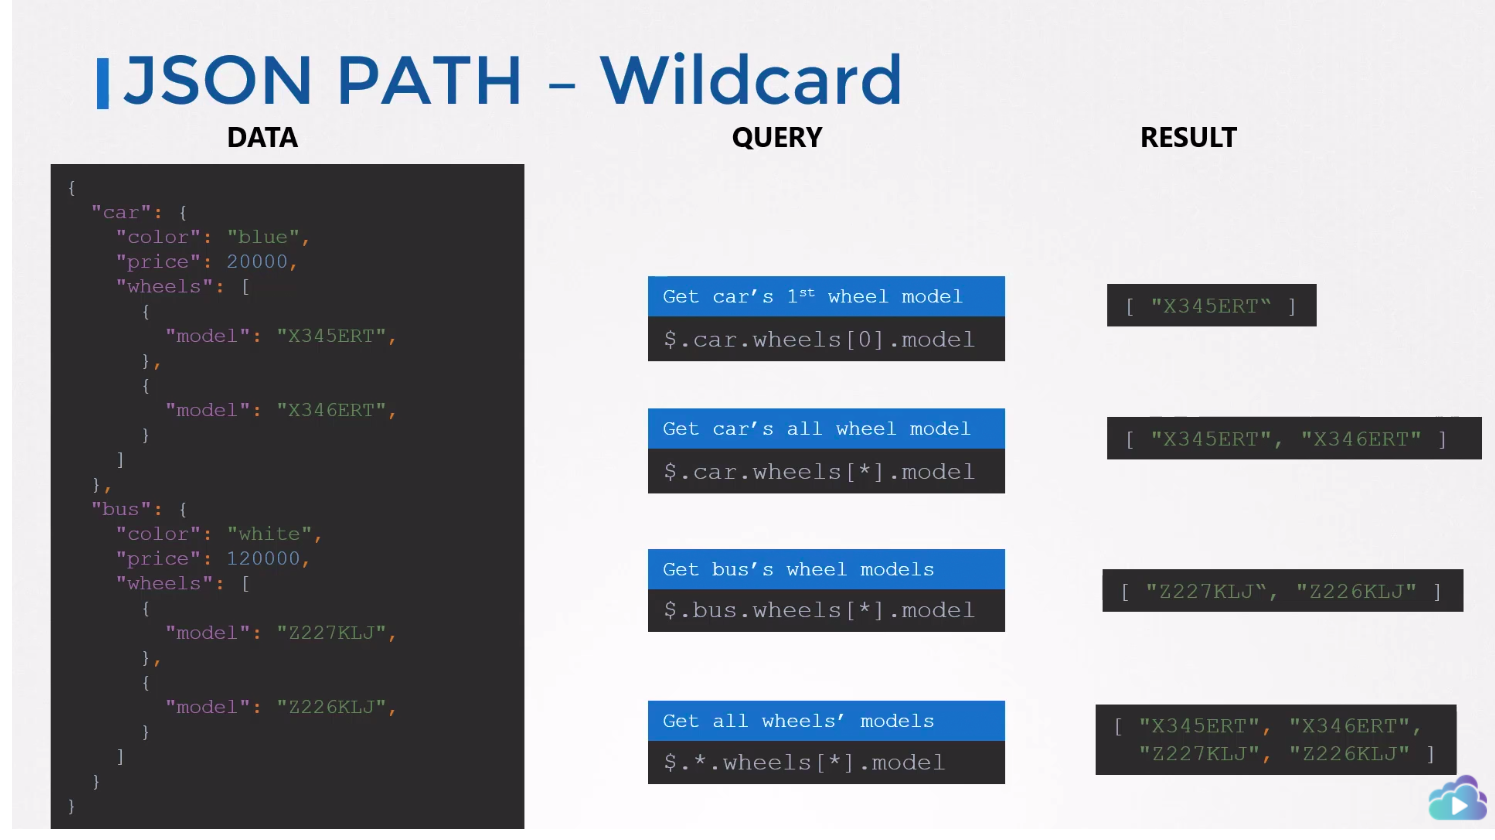 JSON PATH – Wildcard
DATA
{
"car": {
"color": "blue",
"price": 20000,
"wheels": [
{
"model": "X345ERT",
},
{
"model": "X346ERT",
}
]
},
"bus": {
"color": "white",
"price": 120000,
"wheels": [
{
"model": "Z227KLJ",
},
{
"model": "Z226KLJ",
}
]
}
}
QUERY
Get car’s 1st wheel model
$.car.wheels[0].model
Get car’s all wheel model
$.car.wheels[*].model
Get bus’s wheel models
$.bus.wheels[*].model
Get all wheels’ models
$.*.wheels[*].model
RESULT
[ "X345ERT‟ ]
[ "X345ERT", "X346ERT" ]
[ "Z227KLJ‟, "Z226KLJ" ]
[ "X345ERT", "X346ERT",
"Z227KLJ", "Z226KLJ" ]